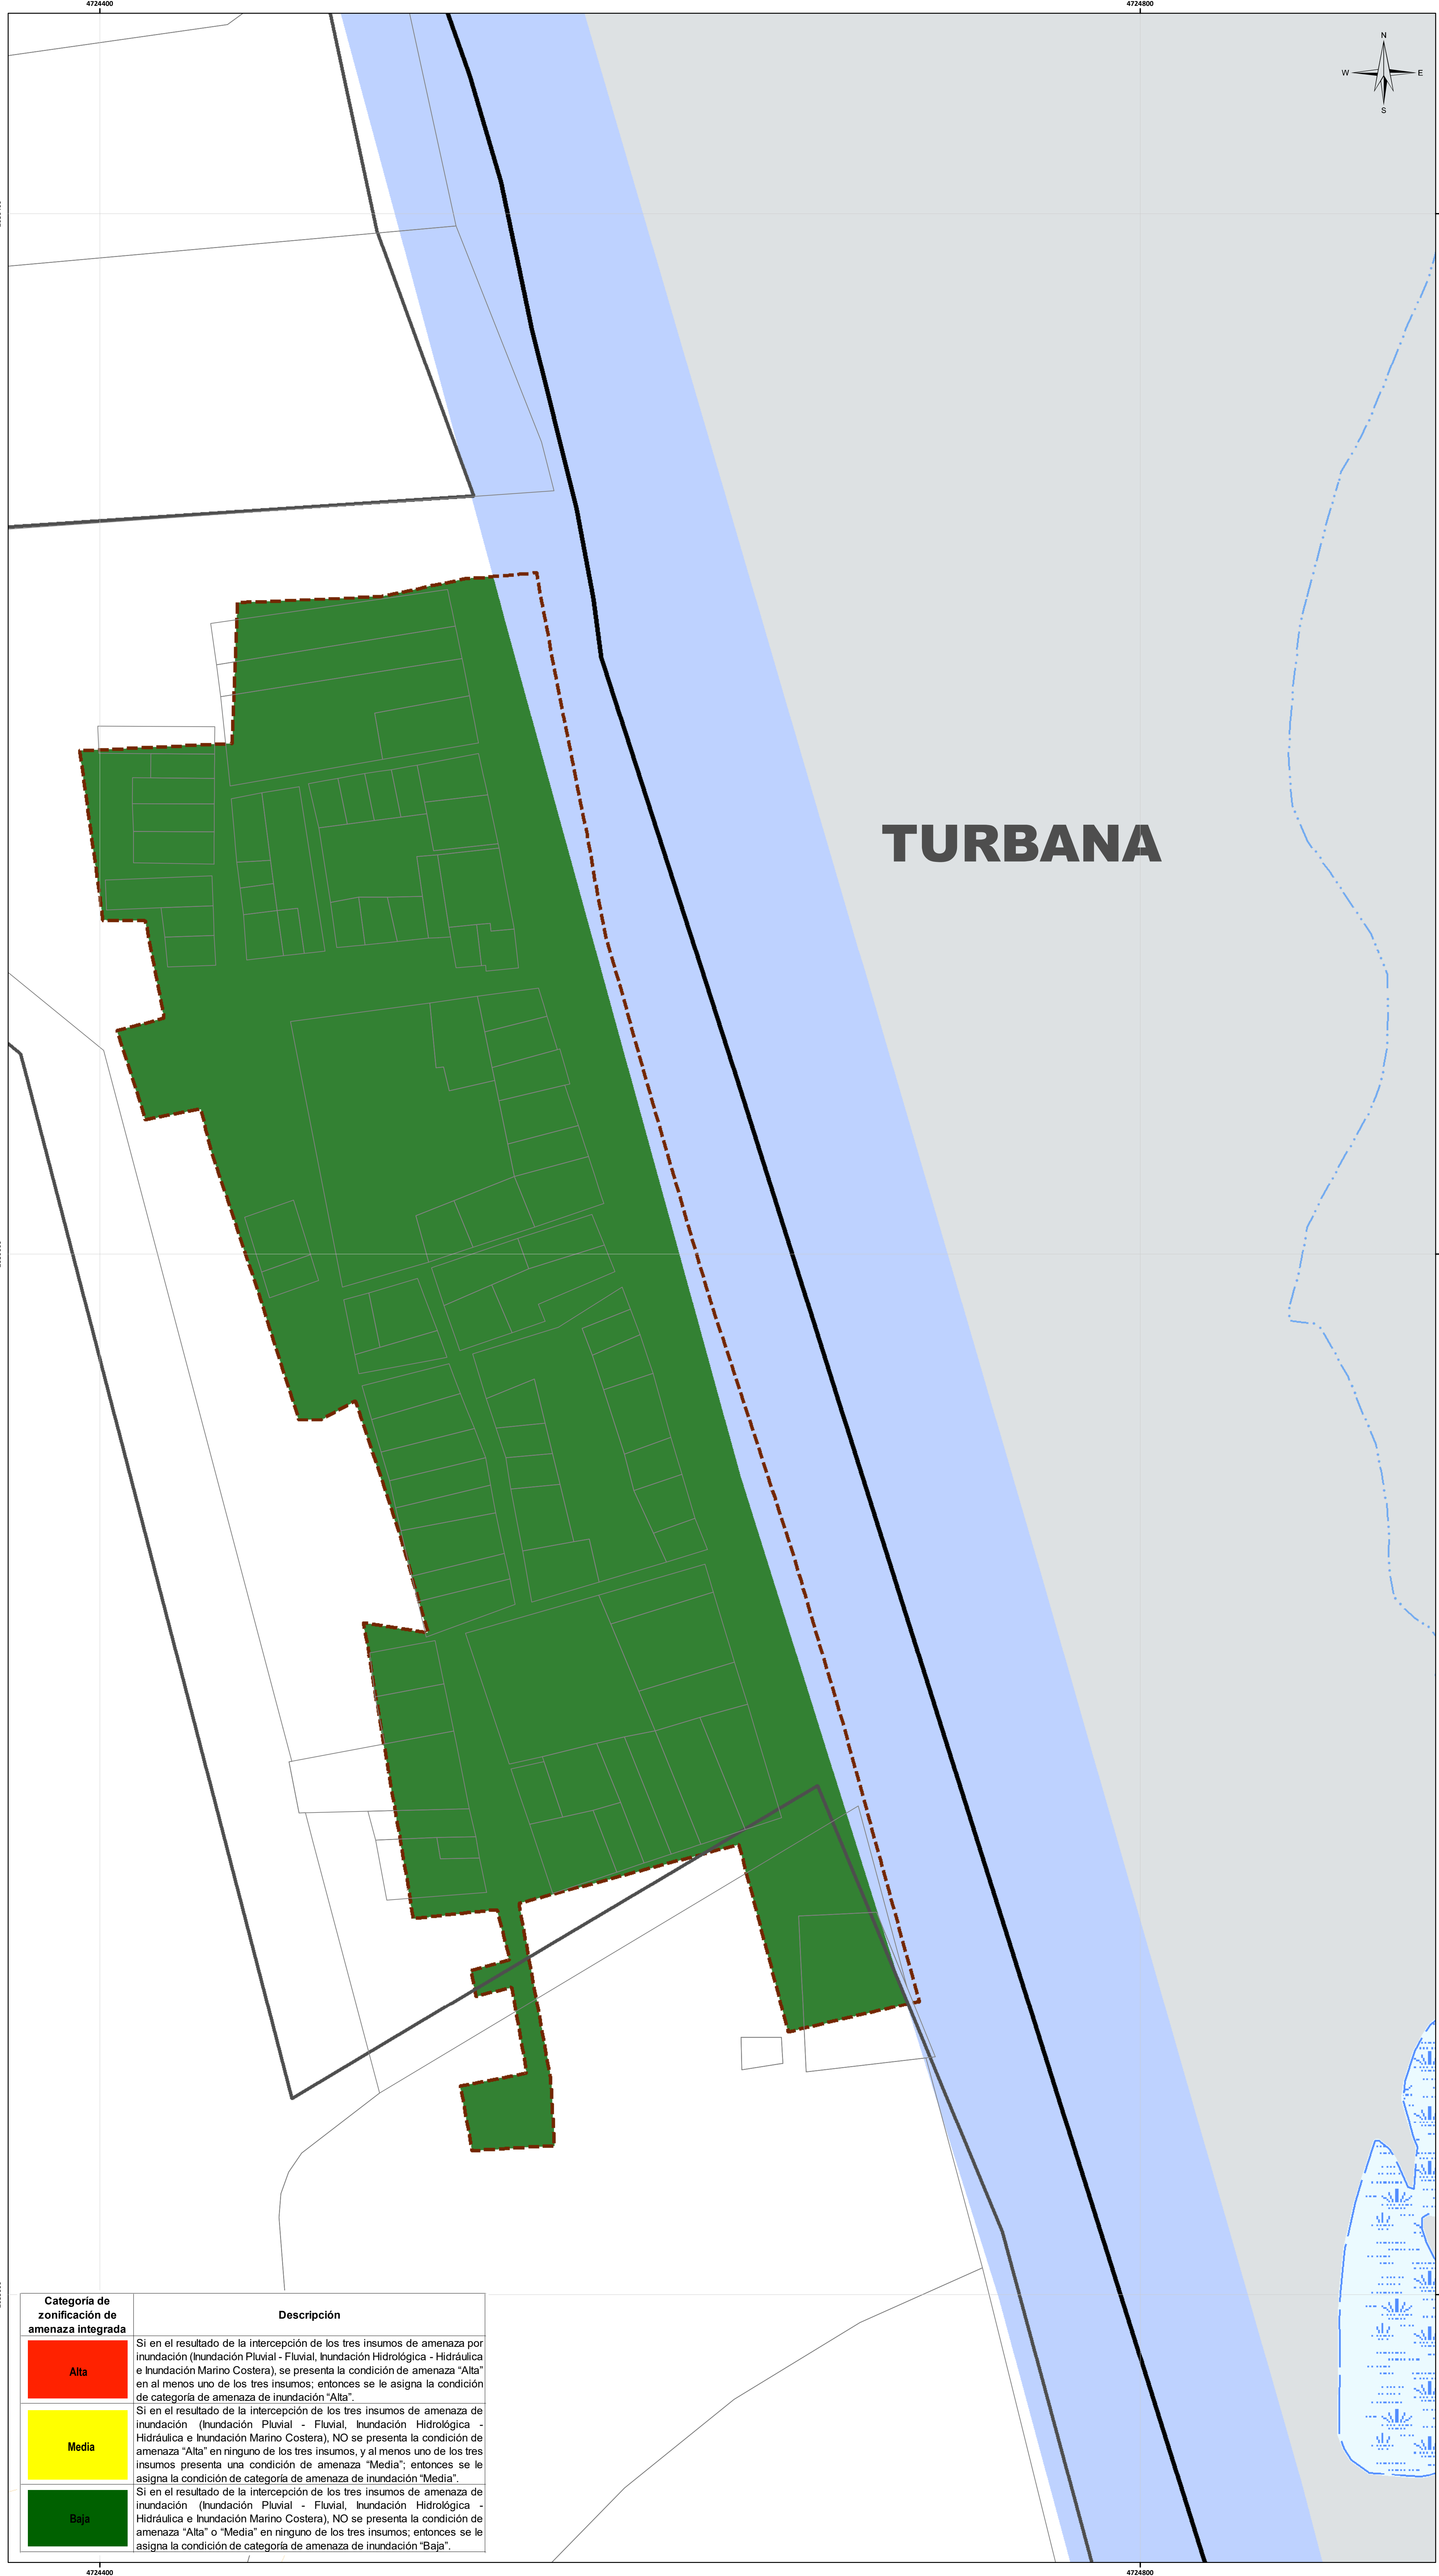 4724400
4724800
N
W
E
S
TURBANA
Categoría de
zonificación de
amenaza integrada
Descripción
Alta
Si en el resultado de la intercepción de los tres insumos de amenaza por
inundación (Inundación Pluvial - Fluvial, Inundación Hidrológica - Hidráulica
e Inundación Marino Costera), se presenta la condición de amenaza “Alta”
en al menos uno de los tres insumos; entonces se le asigna la condición
de categoría de amenaza de inundación “Alta”.
Media
Si en el resultado de la intercepción de los tres insumos de amenaza de
inundación (Inundación Pluvial - Fluvial, Inundación Hidrológica -
Hidráulica e Inundación Marino Costera), NO se presenta la condición de
amenaza “Alta” en ninguno de los tres insumos, y al menos uno de los tres
insumos presenta una condición de amenaza “Media”; entonces se le
asigna la condición de categoría de amenaza de inundación “Media”.
Baja
Si en el resultado de la intercepción de los tres insumos de amenaza de
inundación (Inundación Pluvial - Fluvial, Inundación Hidrológica -
Hidráulica e Inundación Marino Costera), NO se presenta la condición de
amenaza “Alta” o “Media” en ninguno de los tres insumos; entonces se le
asigna la condición de categoría de amenaza de inundación “Baja”.
4724400
4724800